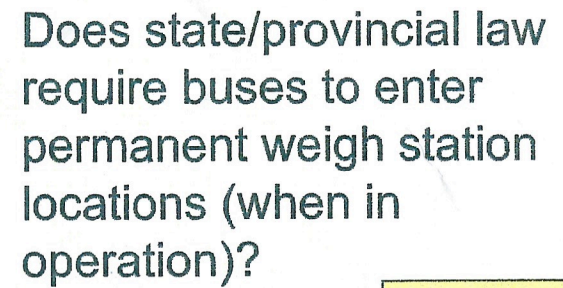 Does state/provincial law
require buses to enter
permanent weigh station
locations (when in
operation)?